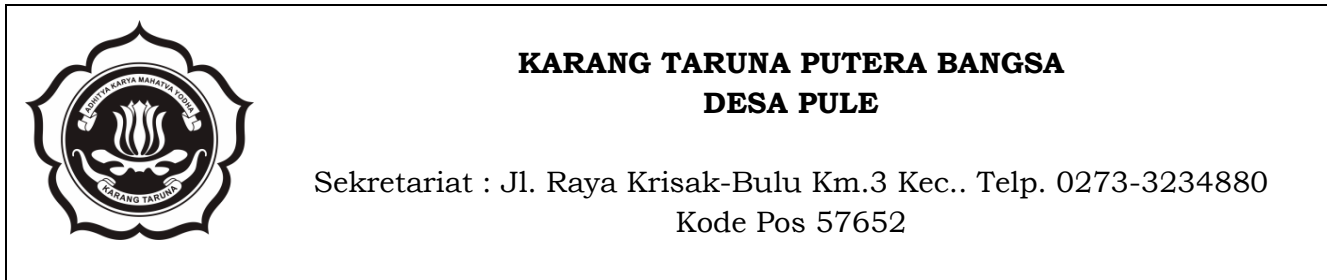 ADHITYA KARYA MAHATVA YODHA
KARANG TARUNA
KARANG TARUNA PUTERA BANGSA
DESA PULE
Sekretariat : Jl. Raya Krisak-Bulu Km.3 Kec.. Telp. 0273-3234880
Kode Pos 57652